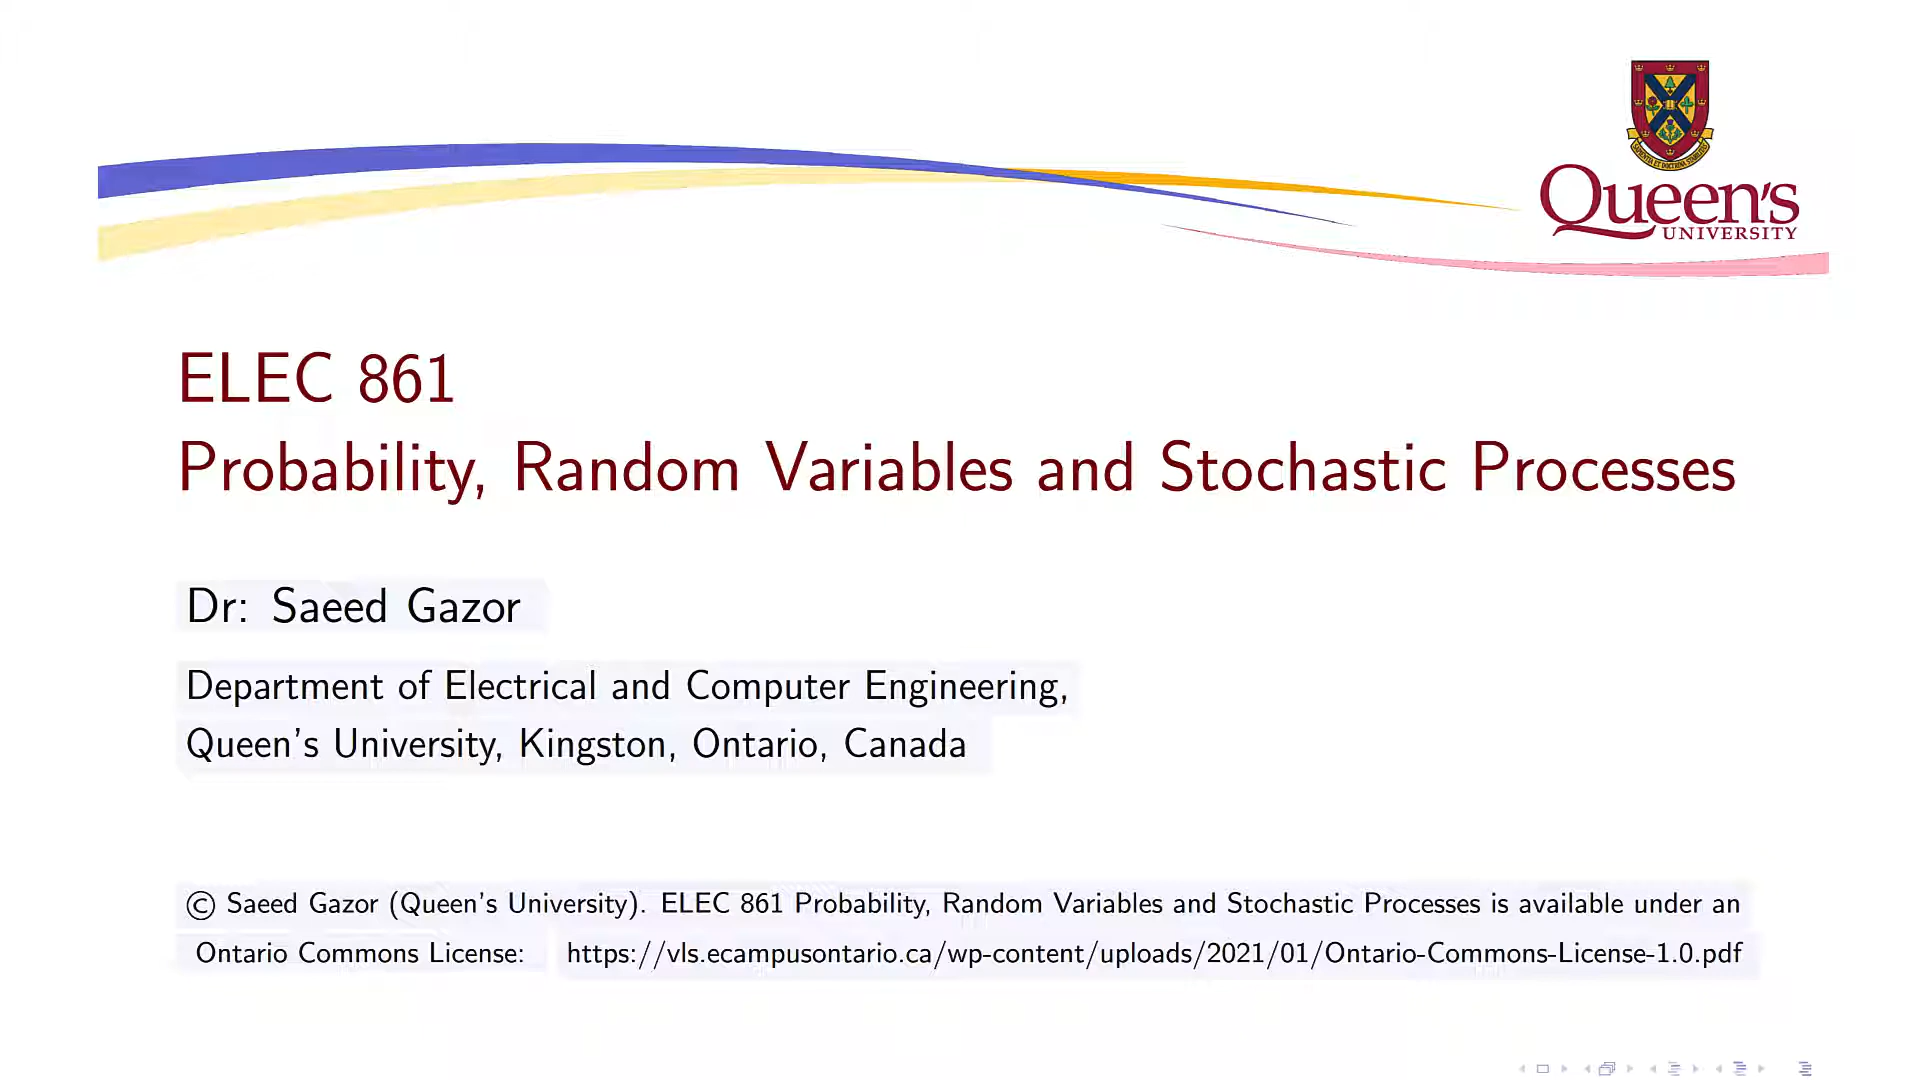 Queen's
UNIVERSITY
ELEC 861
Probability, Random Variables and Stochastic Processes
Dr: Saeed Gazor
Department of Electrical and Computer Engineering,
Queen's University, Kingston, Ontario, Canada
© Saeed Gazor (Queen's University). ELEC 861 Probability, Random Variables and Stochastic Processes is available under an
Ontario Commons License: https://vls.ecampusontario.ca/wp-content/uploads/2021/01/Ontario-Commons-License-1.0.pdf